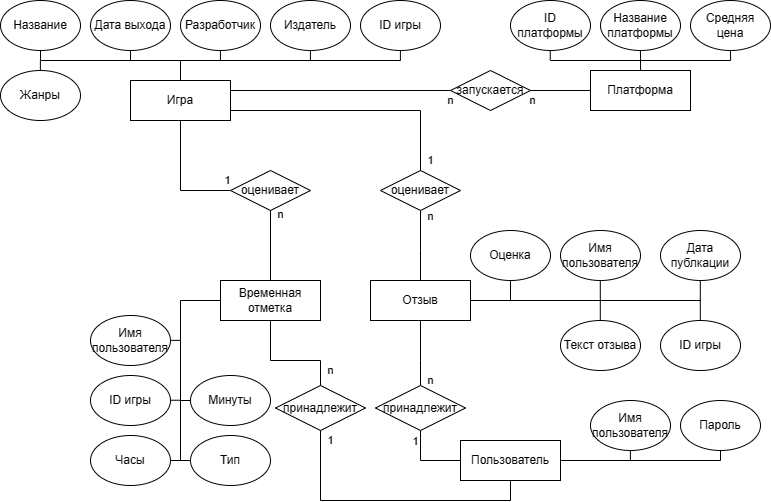 Название
Дата выхода
Разработчик
Издатель
ID игры
ID
платформы
Название
платформы
Средняя
цена
Жанры
Игра
запускается
Платформа
n
n
1
оценивает
n
1
оценивает
n
Оценка
Имя
пользователя
Дата
публкации
Временная
отметка
Отзыв
Имя
пользователя
Текст отзыва
ID игры
ID игры
Минуты
n
n
принадлежит
принадлежит
1
1
Имя
пользователя
Пароль
Часы
Тип
Пользователь